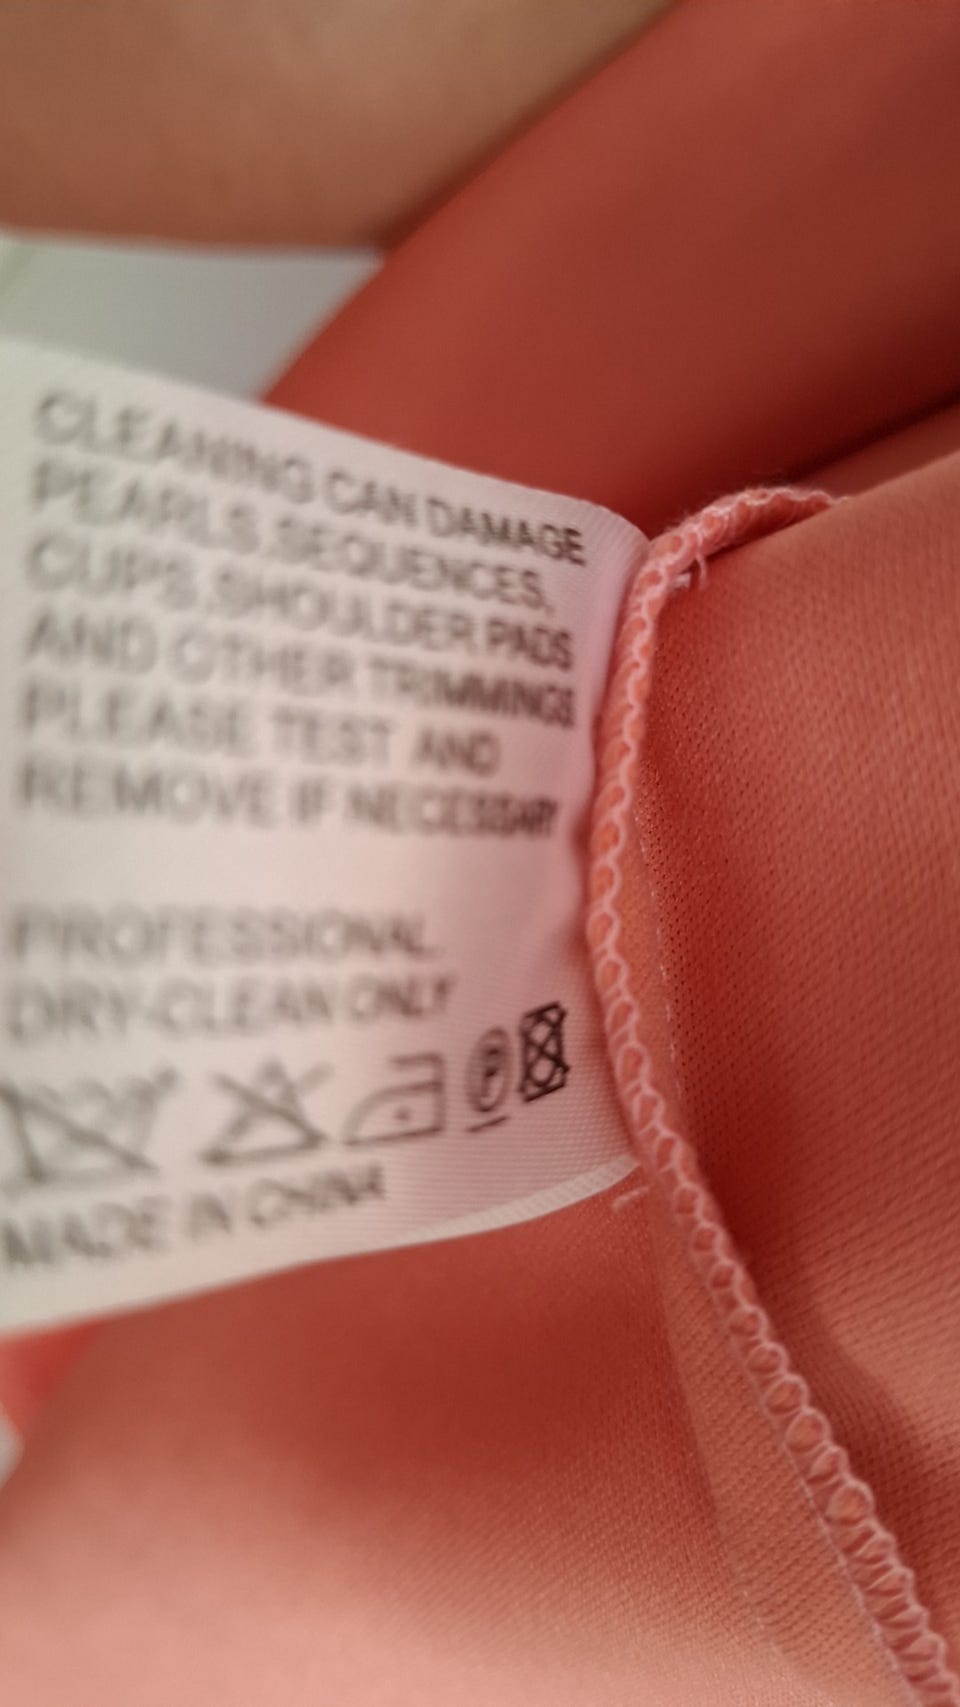 CLEANING CAN DAMAGE
PEARLS.SEQUENCES,
CUPS.SHOULDER PADS
AND OTHER TRIMMINGS
PLEASE TEST AND
REMOVE IF NECESSARY
PROFESSIONAL
DRY-CLEAN ONLY
F
MADE IN CHINA